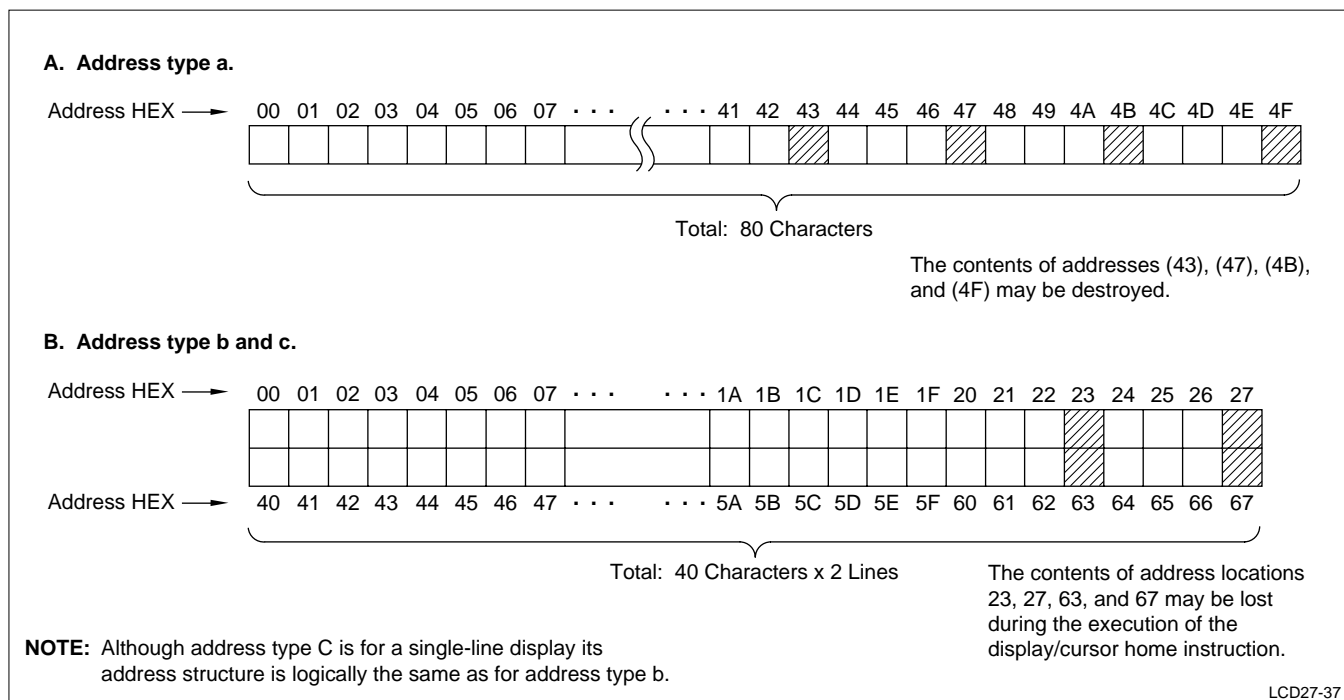 A. Address type a.
Address HEX 00 01 02 03 04 05 06 07 · · · · · · 41 42 43 44 45 46 47 48 49 4A 4B 4C 4D 4E 4F
Total: 80 Characters
The contents of addresses (43), (47), (4B),
and (4F) may be destroyed.
B. Address type b and c.
Address HEX 00 01 02 03 04 05 06 07 · · · · · · 1A 1B 1C 1D 1E 1F 20 21 22 23 24 25 26 27
Address HEX 40 41 42 43 44 45 46 47 · · · · · · 5A 5B 5C 5D 5E 5F 60 61 62 63 64 65 66 67
Total: 40 Characters x 2 Lines
The contents of address locations
23, 27, 63, and 67 may be lost
during the execution of the
display/cursor home instruction.
NOTE: Although address type C is for a single-line display its
address structure is logically the same as for address type b.
LCD27-37